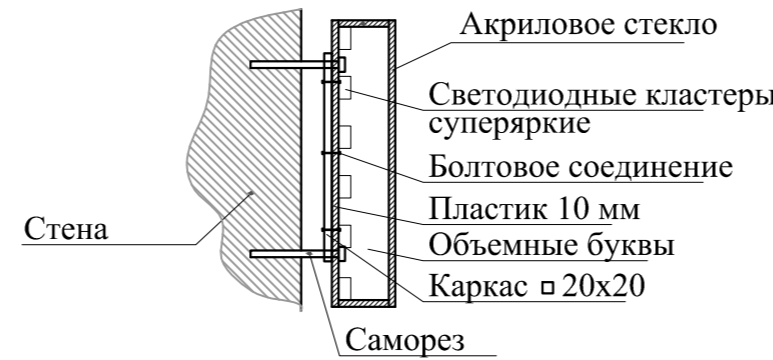 Акриловое стекло
Светодиодные кластеры
суперяркие
Болтовое соединение
Пластик 10 мм
Стена
Объемные буквы
Каркас □ 20х20
Саморез